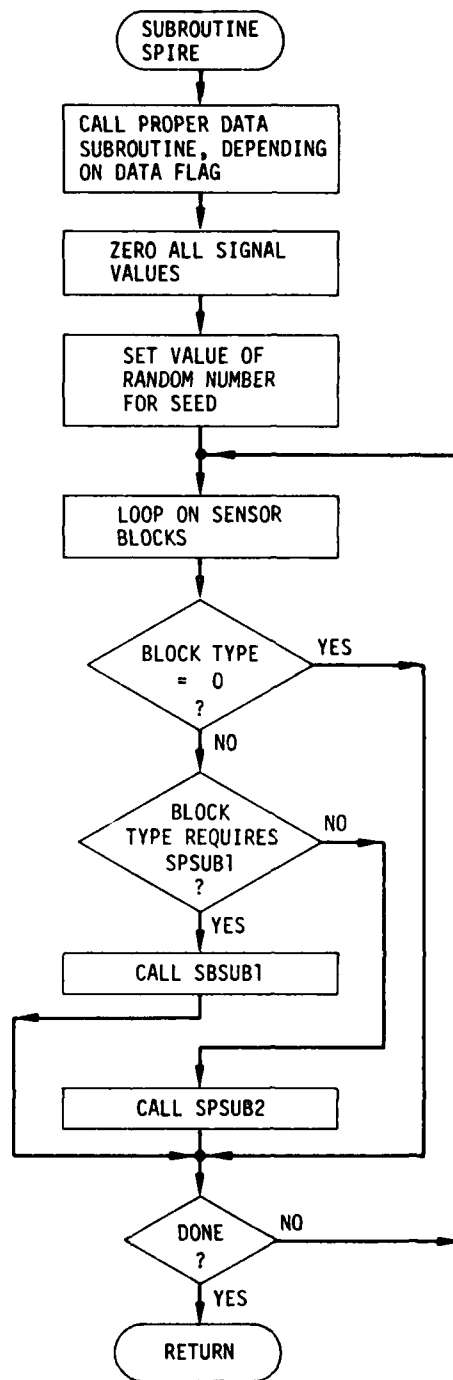 SUBROUTINE
SPIRE
CALL PROPER DATA
SUBROUTINE, DEPENDING
ON DATA FLAG
ZERO ALL SIGNAL
VALUES
SET VALUE OF
RANDOM NUMBER
FOR SEED
LOOP ON SENSOR
BLOCKS
BLOCK TYPE
= 0
?
YES
NO
BLOCK
TYPE REQUIRES
SPSUB1
?
NO
YES
CALL SBSUB1
CALL SPSUB2
DONE
?
NO
YES
RETURN